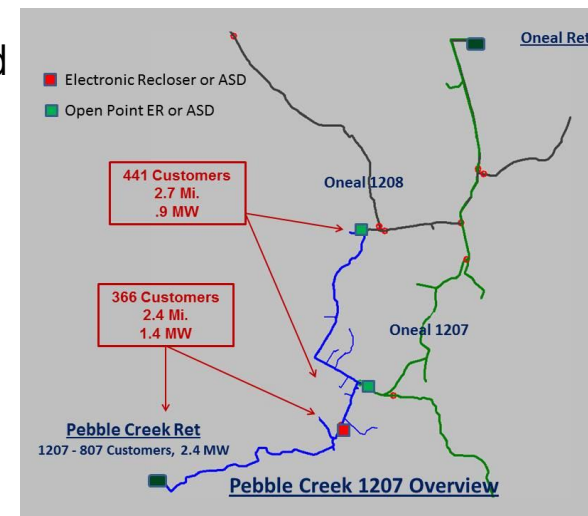 d
Oneal Ret
Electronic Recloser or ASD
Open Point ER or ASD
441 Customers
2.7 Mi.
.9 MW
Oneal 1208
366 Customers
2.4 Mi.
1.4 MW
Oneal 1207
Pebble Creek Ret
1207 - 807 Customers, 2.4 MW
Pebble Creek 1207 Overview